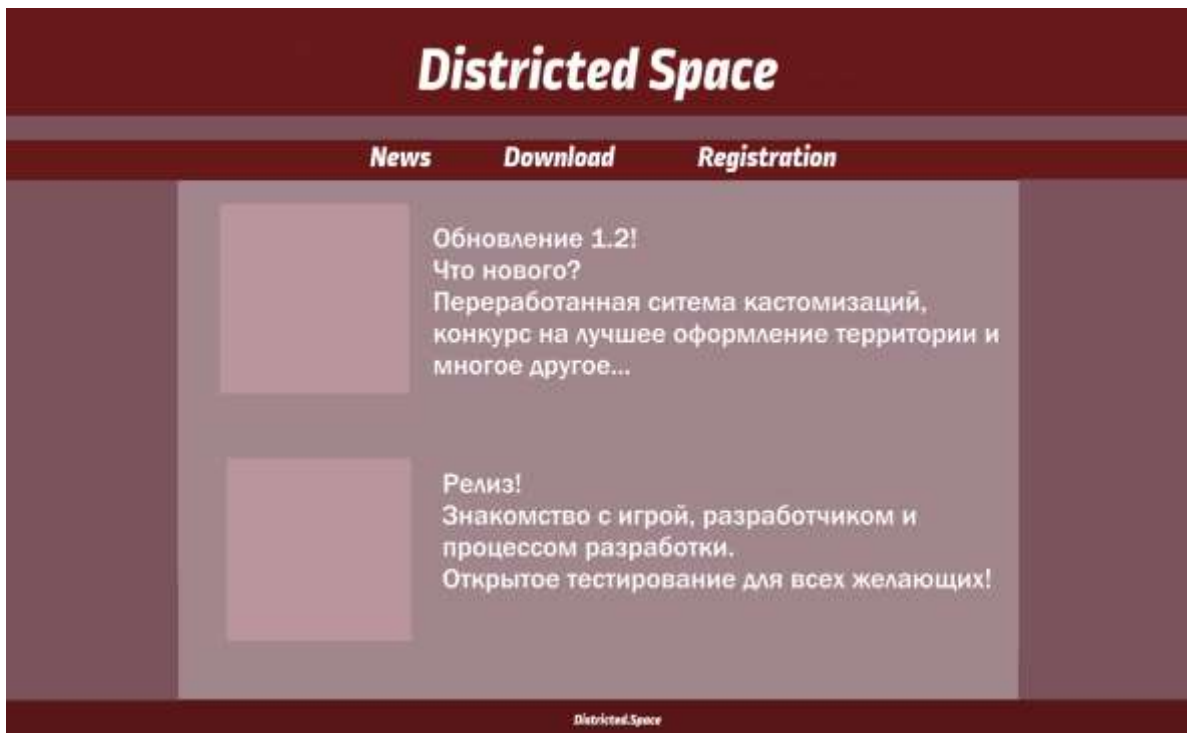 Districted Space
News Download Registration
Обновление 1.2!
Что нового?
Переработанная ситема кастомизаций,
конкурс на лучшее оформление территории и
многое другое...
Релиз!
Знакомство с игрой, разработчиком и
процессом разработки.
Открытое тестирование для всех желающих!
Districted.Space